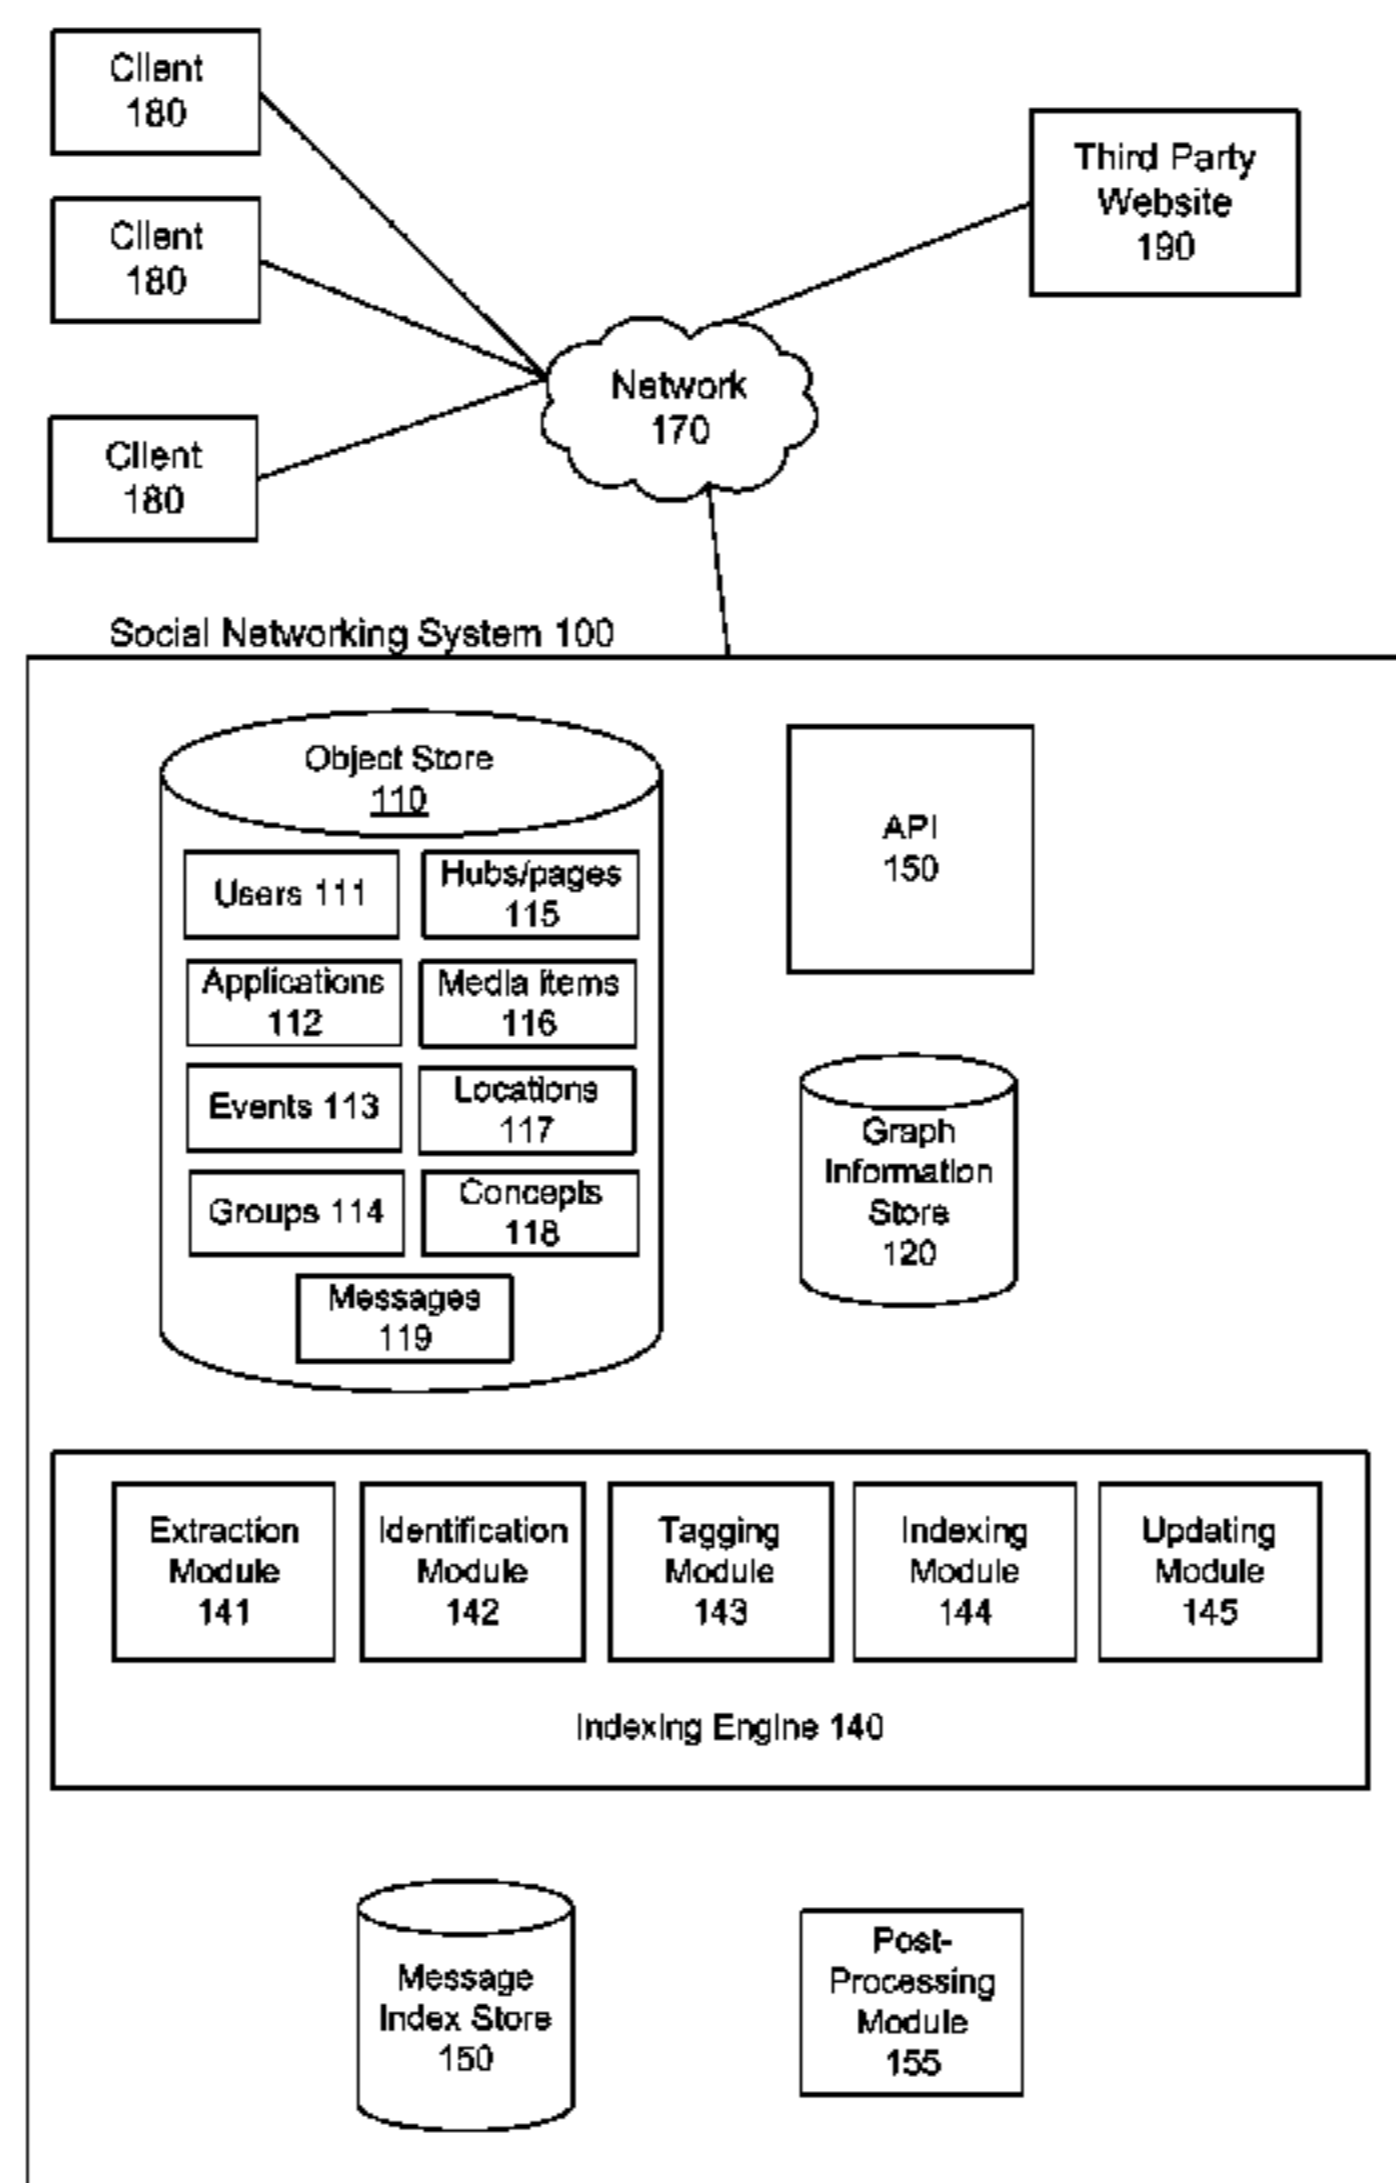 Client
180
Client
180
Client
180
Third Party
Website
190
Network
170
Social Networking System 100
Object Store
110
Users 111
Hubs/pages
115
Applications
112
Media items
116
Events 113
Locations
117
Groups 114
Concepts
118
Messages
119
API
150
Graph
Information
Store
120
Extraction
Module
141
Identification
Module
142
Tagging
Module
143
Indexing
Module
144
Updating
Module
145
Indexing Engine 140
Message
Index Store
150
Post-
Processing
Module
155